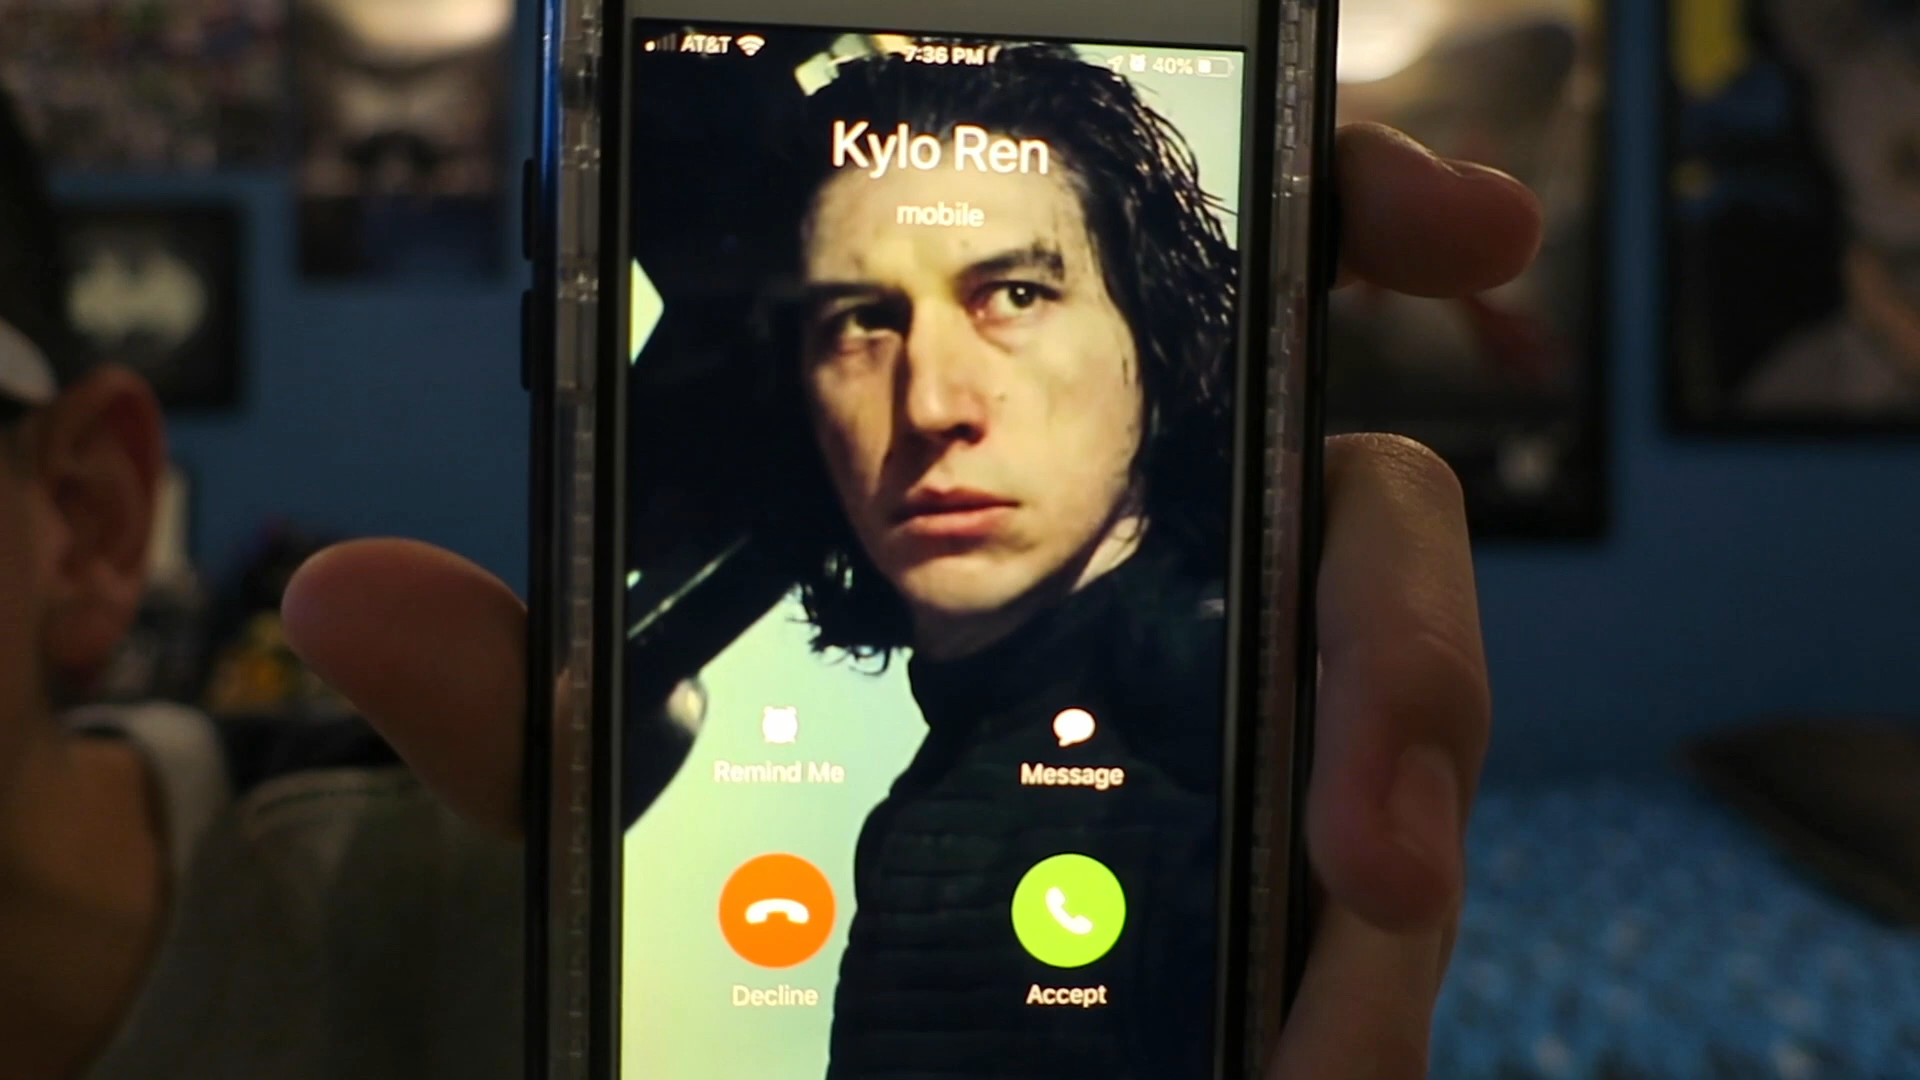 AT&T 7:36 PM 40%
Kylo Ren
mobile
Remind Me Message
Decline Accept